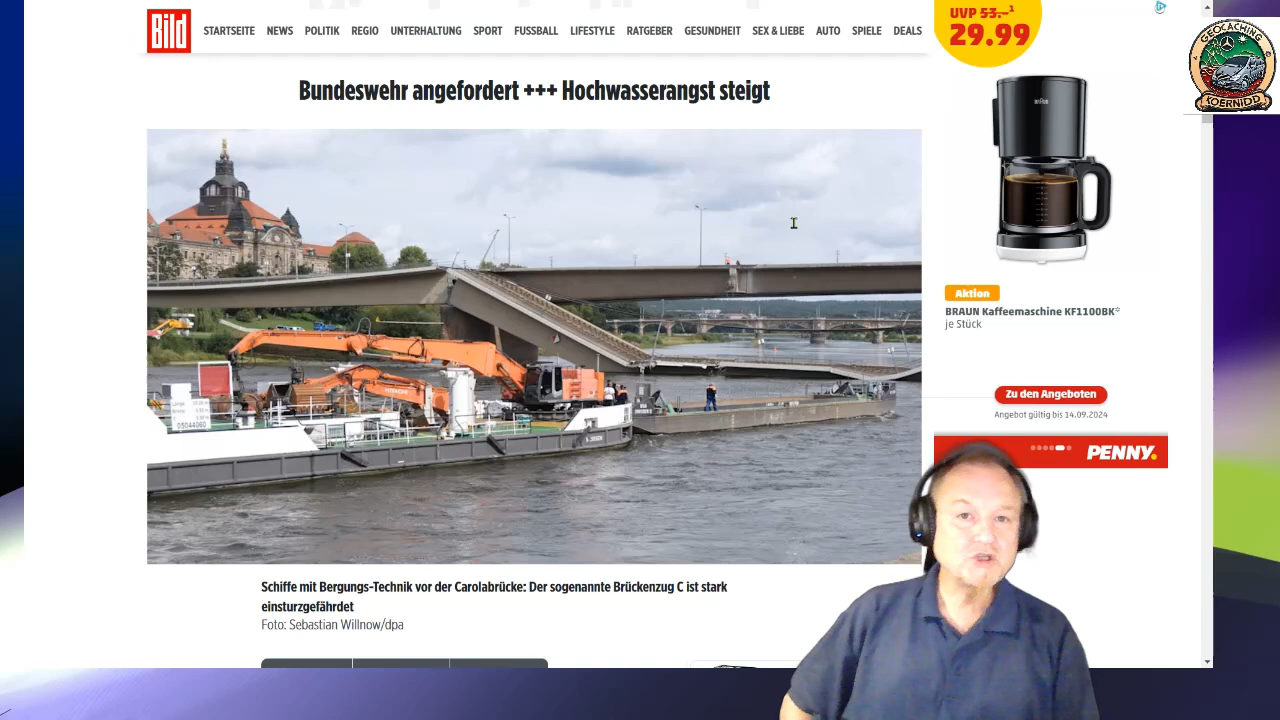 Bild
STARTSEITE NEWS POLITIK REGIO UNTERHALTUNG SPORT FUSSBALL LIFESTYLE RATGEBER GESUNDHEIT SEX & LIEBE AUTO SPIELE DEALS
UVP 53.–¹
29.99
GEOCACHING
KOERNIDD
Bundeswehr angefordert +++ Hochwasserangst steigt
BRAUN
Aktion
BRAUN Kaffeemaschine KF1100BK*
je Stück
Zu den Angeboten
Angebot gültig bis 14.09.2024
PENNY.
HITACHI
05044060
Schiffe mit Bergungs-Technik vor der Carolabrücke: Der sogenannte Brückenzug C ist stark
einsturzgefährdet
Foto: Sebastian Willnow/dpa